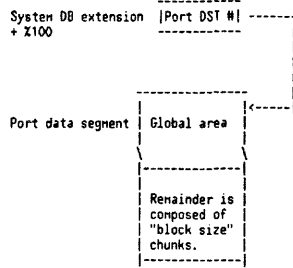 System DB extension |Port DST #|
+ %100
Port data segment Global area
Remainder is
composed of
"block size"
chunks.